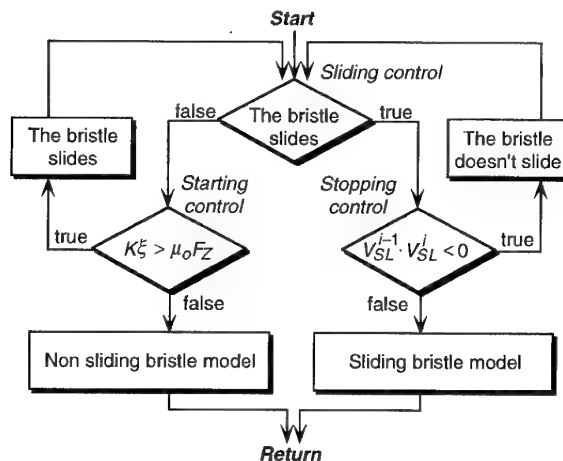 Start
Sliding control
false
The bristle
slides
true
The bristle
slides
The bristle
doesn't slide
Starting
control
Stopping
control
true
Kξ > μₒF_Z
V_SL^{i–1} · V_SL^i < 0
true
false
false
Non sliding bristle model
Sliding bristle model
Return